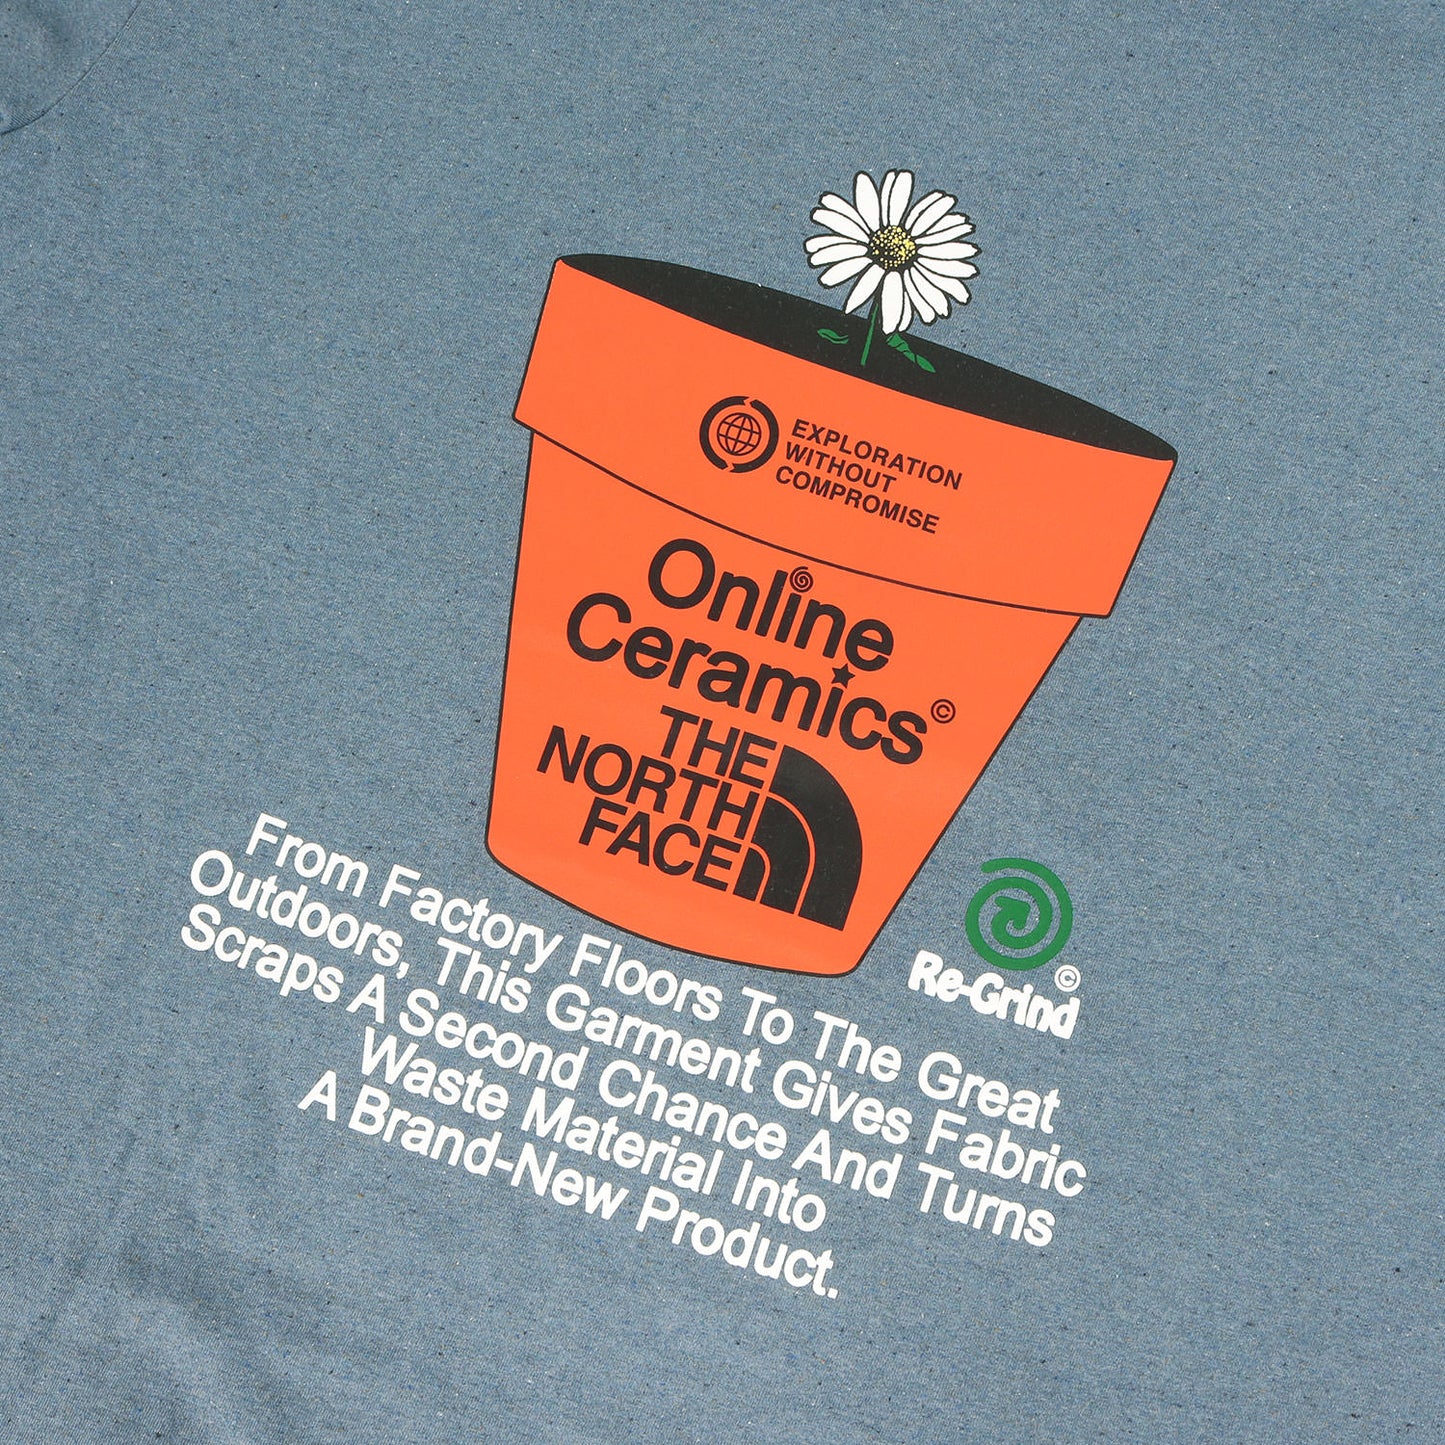 EXPLORATION
WITHOUT
COMPROMISE
Online
Ceramics©
THE
NORTH
FACE
Re-Grind©
From Factory Floors To The Great
Outdoors, This Garment Gives Fabric
Scraps A Second Chance And Turns
Waste Material Into
A Brand-New Product.